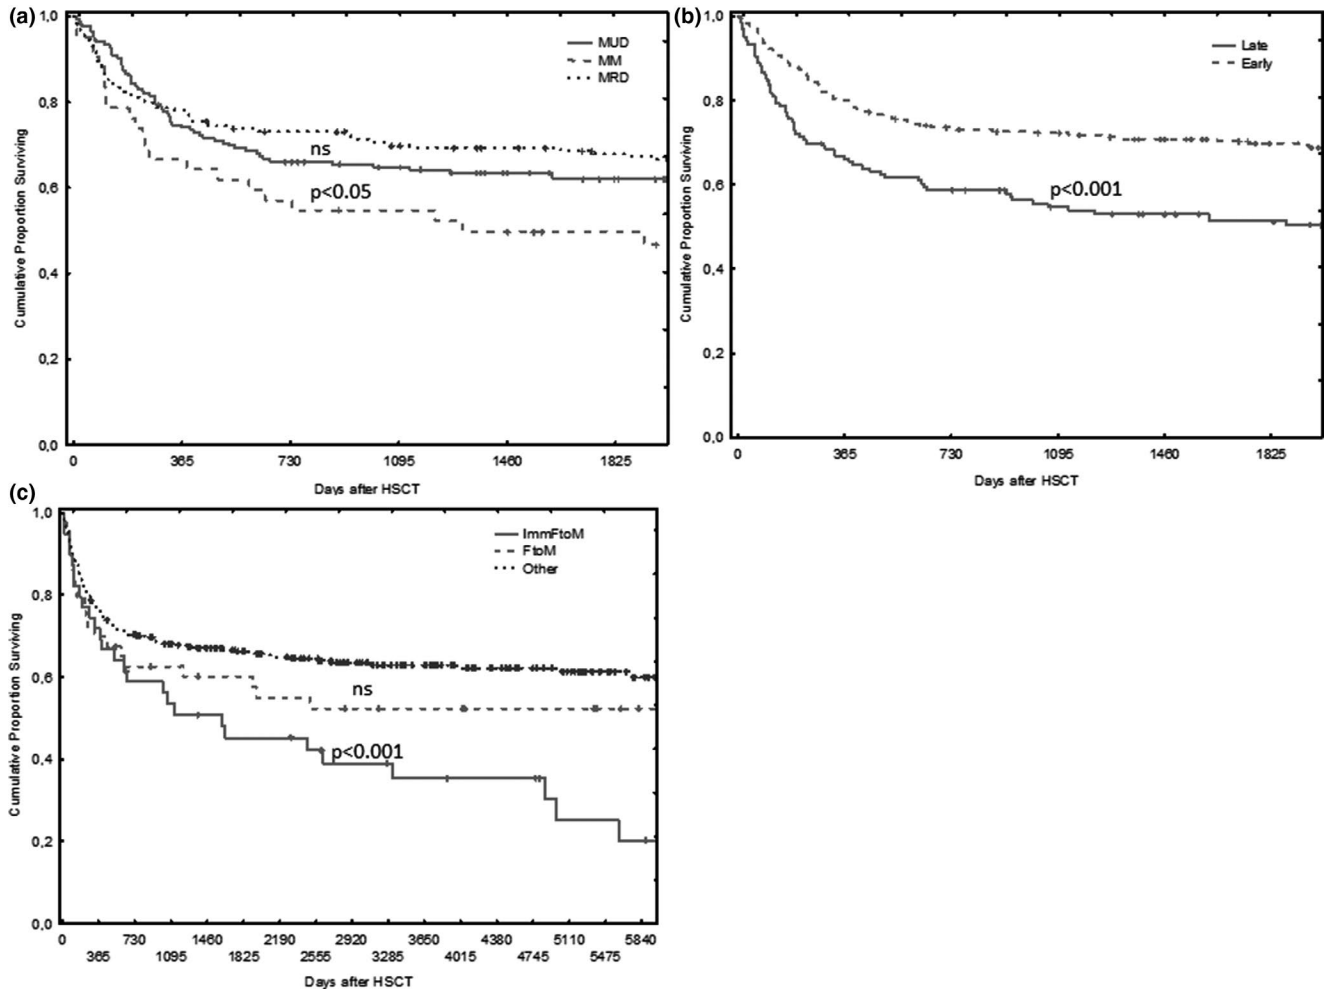 (a)
1,0
0,8
0,6
0,4
0,2
0,0
Cumulative Proportion Surviving
MUD
MM
MRD
ns
p<0.05
0 365 730 1095 1460 1825
Days after HSCT
(b)
1,0
0,8
0,6
0,4
0,2
0,0
Cumulative Proportion Surviving
Late
Early
p<0.001
0 365 730 1095 1460 1825
Days after HSCT
(c)
1,0
0,8
0,6
0,4
0,2
0,0
Cumulative Proportion Surviving
ImmFtoM
FtoM
Other
ns
p<0.001
0 730 1460 2190 2920 3650 4380 5110 5840
365 1095 1825 2555 3285 4015 4745 5475
Days after HSCT